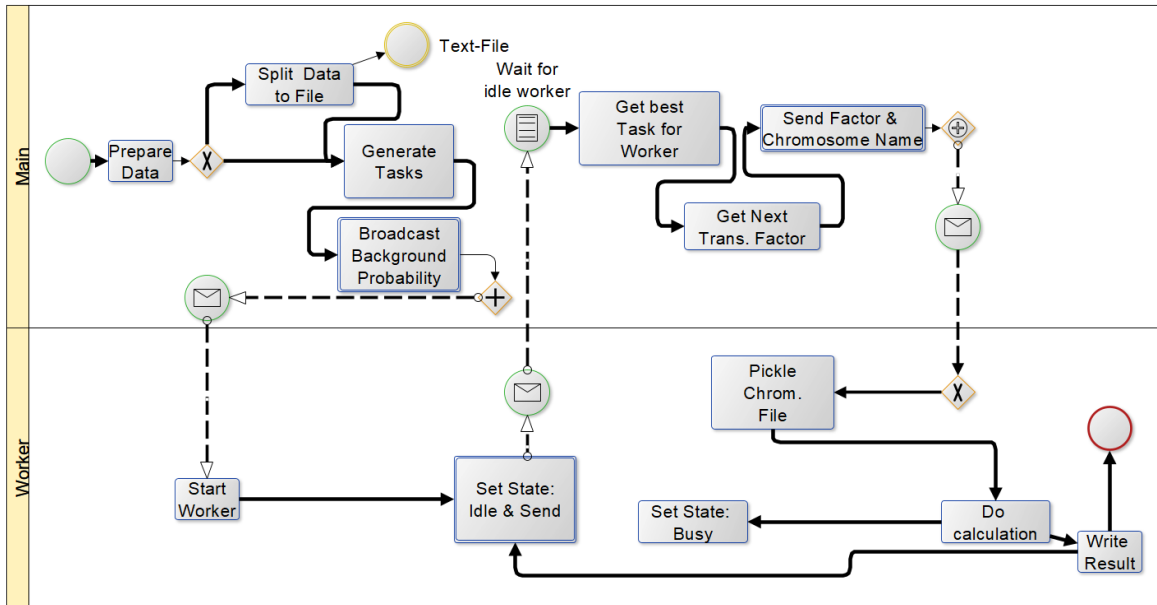 Main
Prepare
Data
X
Split Data
to File
Text-File
Generate
Tasks
Broadcast
Background
Probability
Wait for
idle worker
Get best
Task for
Worker
Get Next
Trans. Factor
Send Factor &
Chromosome Name
Worker
Start
Worker
Set State:
Idle & Send
Pickle
Chrom.
File
X
Set State:
Busy
Do
calculation
Write
Result